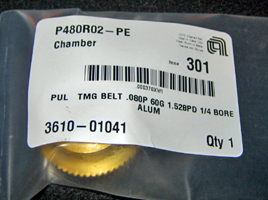 P480R02-PE
Chamber
301
PUL TMG BELT .080P 60G 1.528PD 1/4 BORE
ALUM
3610-01041
Qty 1